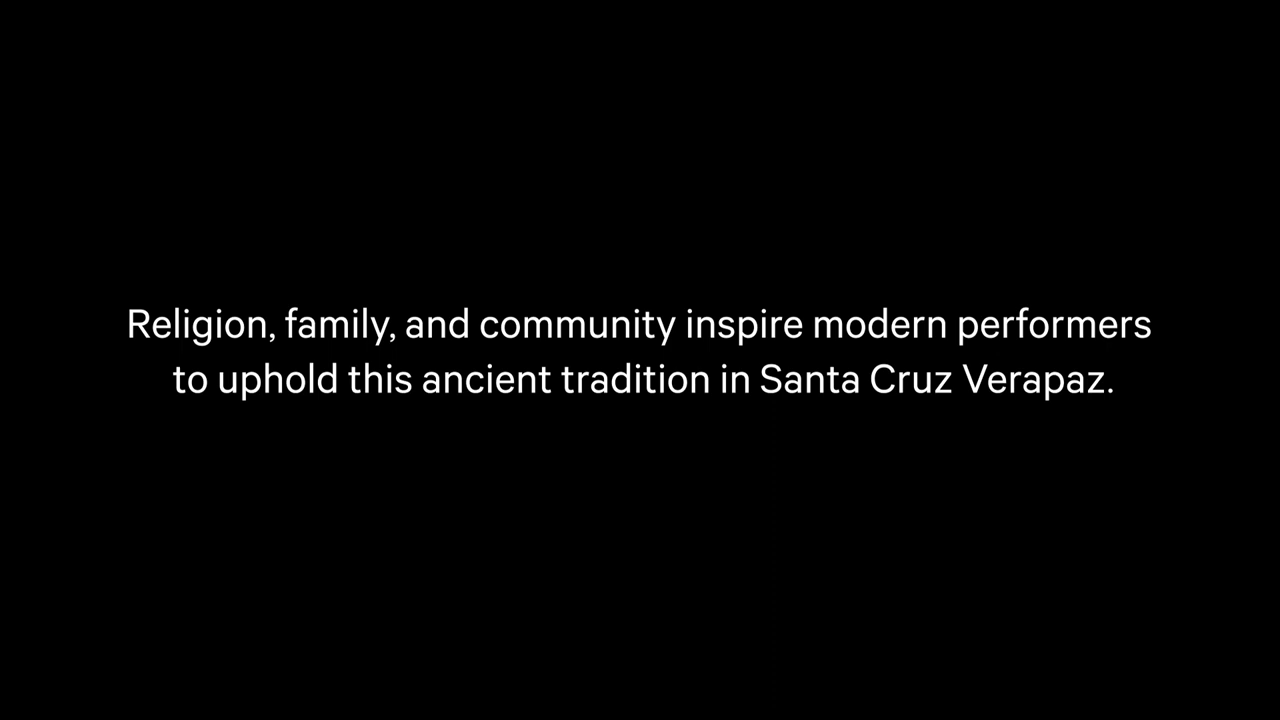 Religion, family, and community inspire modern performers
to uphold this ancient tradition in Santa Cruz Verapaz.